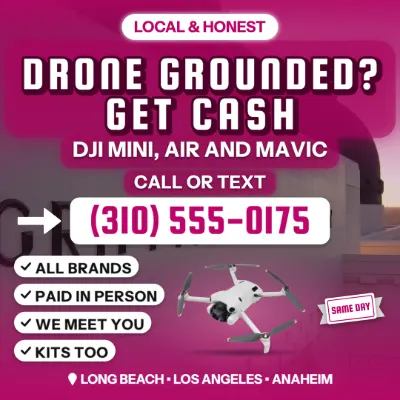 LOCAL & HONEST
DRONE GROUNDED?
GET CASH
DJI MINI, AIR AND MAVIC
CALL OR TEXT
(310) 555-0175
ALL BRANDS
PAID IN PERSON
WE MEET YOU
KITS TOO
SAME DAY
LONG BEACH • LOS ANGELES • ANAHEIM